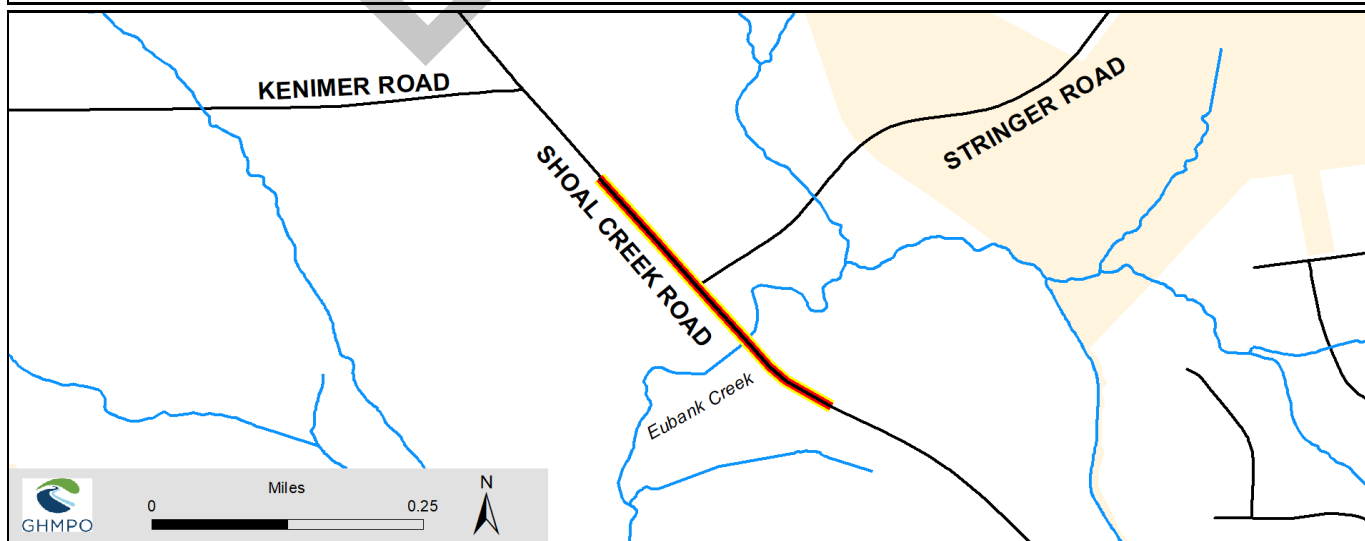 KENIMER ROAD
STRINGER ROAD
SHOAL CREEK ROAD
Eubank Creek
GHMPO
Miles
0 0.25
N